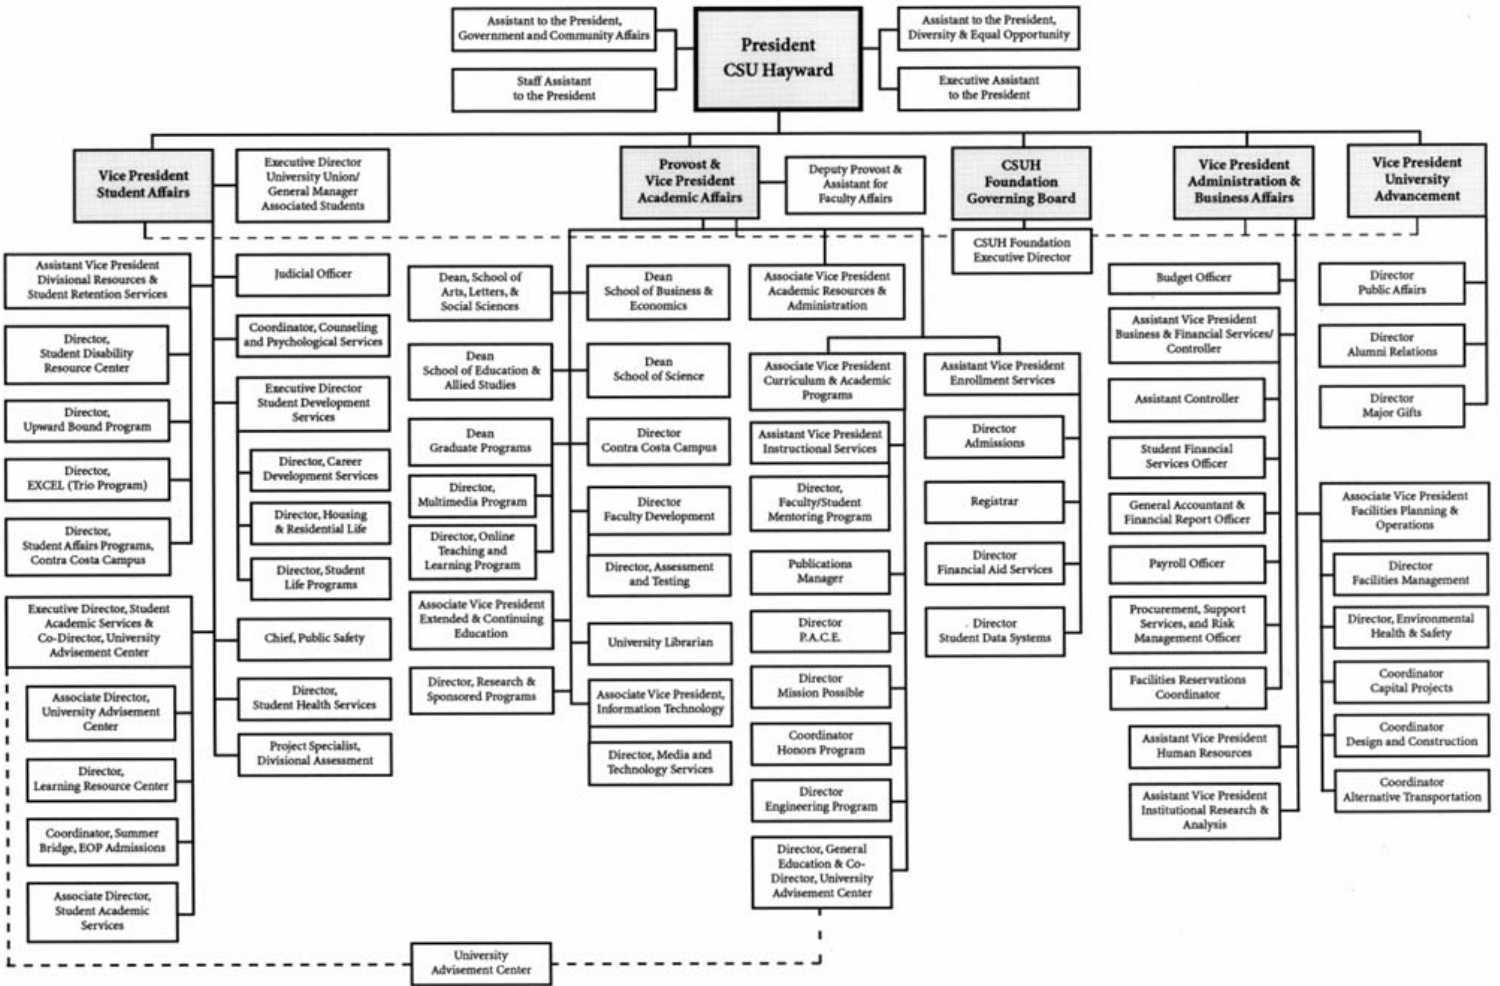 Assistant to the President,
Government and Community Affairs
Staff Assistant
to the President
President
CSU Hayward
Assistant to the President,
Diversity & Equal Opportunity
Executive Assistant
to the President
Vice President
Student Affairs
Executive Director
University Union/
General Manager
Associated Students
Provost &
Vice President
Academic Affairs
Deputy Provost &
Assistant for
Faculty Affairs
CSUH
Foundation
Governing Board
CSUH Foundation
Executive Director
Vice President
Administration &
Business Affairs
Vice President
University
Advancement
Assistant Vice President
Divisional Resources &
Student Retention Services
Director,
Student Disability
Resource Center
Director,
Upward Bound Program
Director,
EXCEL (Trio Program)
Director,
Student Affairs Programs,
Contra Costa Campus
Executive Director, Student
Academic Services &
Co-Director, University
Advisement Center
Associate Director,
University Advisement
Center
Director,
Learning Resource Center
Coordinator, Summer
Bridge, EOP Admissions
Associate Director,
Student Academic
Services
Judicial Officer
Coordinator, Counseling
and Psychological Services
Executive Director
Student Development
Services
Director, Career
Development Services
Director, Housing
& Residential Life
Director, Student
Life Programs
Chief, Public Safety
Director,
Student Health Services
Project Specialist,
Divisional Assessment
Dean, School of
Arts, Letters, &
Social Sciences
Dean
School of Education &
Allied Studies
Dean
Graduate Programs
Director,
Multimedia Program
Director, Online
Teaching and
Learning Program
Associate Vice President
Extended & Continuing
Education
Director, Research &
Sponsored Programs
Dean
School of Business &
Economics
Dean
School of Science
Director
Contra Costa Campus
Director
Faculty Development
Director, Assessment
and Testing
University Librarian
Associate Vice President,
Information Technology
Director, Media and
Technology Services
Associate Vice President
Academic Resources &
Administration
Associate Vice President
Curriculum & Academic
Programs
Assistant Vice President
Instructional Services
Director,
Faculty/Student
Mentoring Program
Publications
Manager
Director
P.A.C.E.
Director
Mission Possible
Coordinator
Honors Program
Director
Engineering Program
Director, General
Education & Co-
Director, University
Advisement Center
Assistant Vice President
Enrollment Services
Director
Admissions
Registrar
Director
Financial Aid Services
Director
Student Data Systems
Budget Officer
Assistant Vice President
Business & Financial Services/
Controller
Assistant Controller
Student Financial
Services Officer
General Accountant &
Financial Report Officer
Payroll Officer
Procurement, Support
Services, and Risk
Management Officer
Facilities Reservations
Coordinator
Assistant Vice President
Human Resources
Assistant Vice President
Institutional Research &
Analysis
Director
Public Affairs
Director
Alumni Relations
Director
Major Gifts
Associate Vice President
Facilities Planning &
Operations
Director
Facilities Management
Director, Environmental
Health & Safety
Coordinator
Capital Projects
Coordinator
Design and Construction
Coordinator
Alternative Transportation
University
Advisement Center